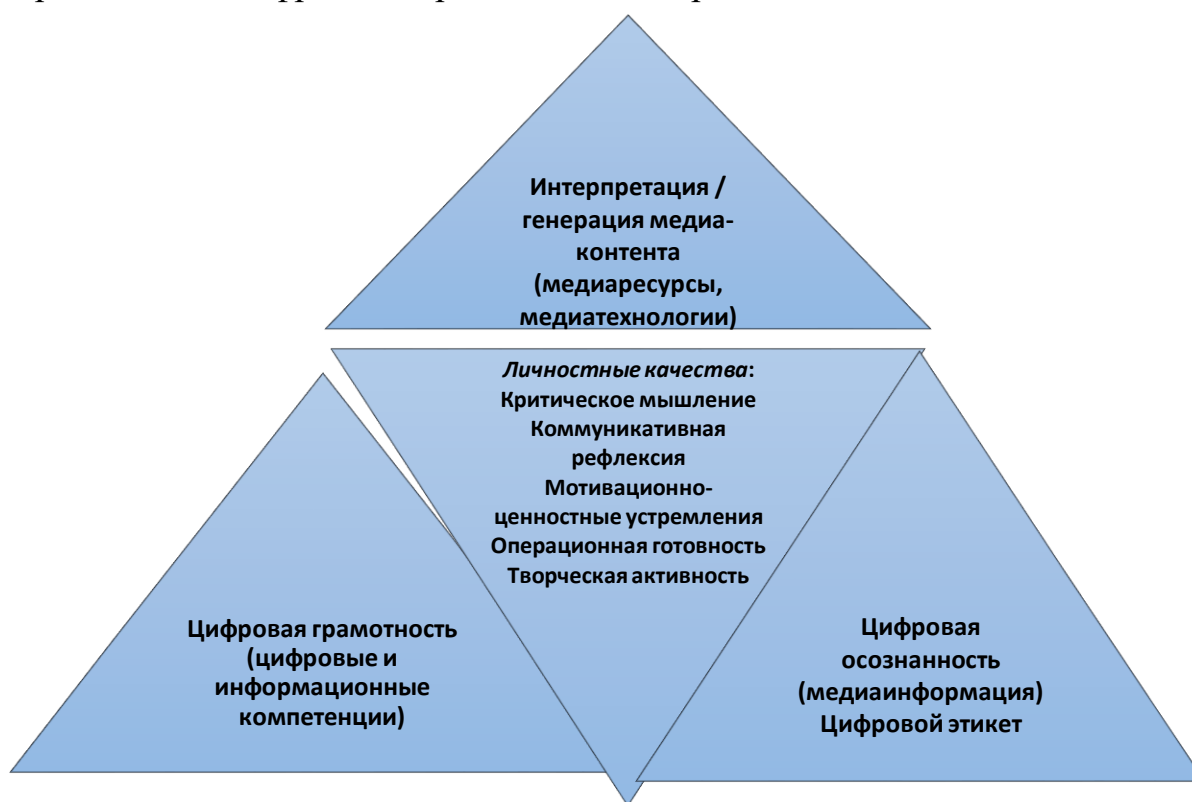 Интерпретация /
генерация медиа-
контента
(медиаресурсы,
медиатехнологии)
Личностные качества:
Критическое мышление
Коммуникативная
рефлексия
Мотивационно-
ценностные устремления
Операционная готовность
Творческая активность
Цифровая грамотность
(цифровые и
информационные
компетенции)
Цифровая
осознанность
(медиаинформация)
Цифровой этикет